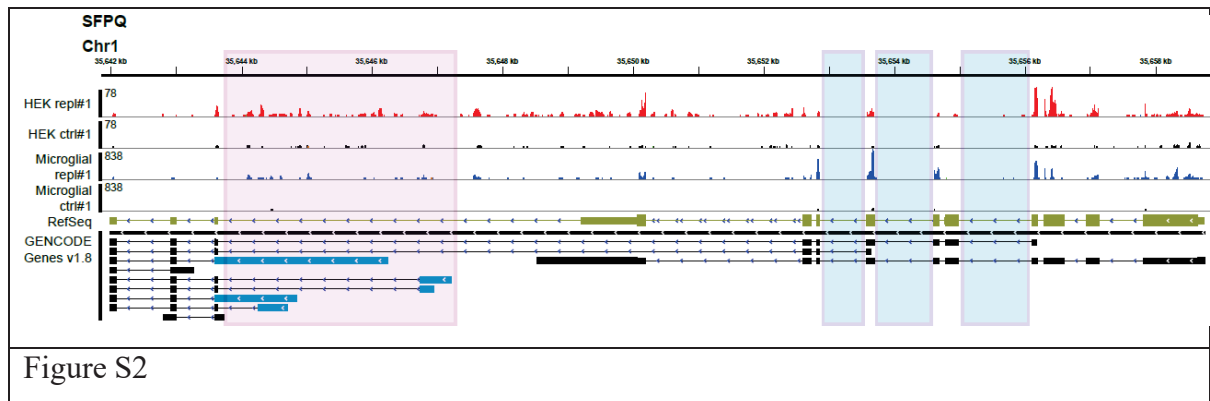 SFPQ
Chr1
35,642 kb 35,644 kb 35,646 kb 35,648 kb 35,650 kb 35,652 kb 35,654 kb 35,656 kb 35,658 kb
HEK repl#1 78
HEK ctrl#1 78
Microglial 838
repl#1
Microglial 838
ctrl#1
RefSeq
GENCODE
Genes v1.8
Figure S2